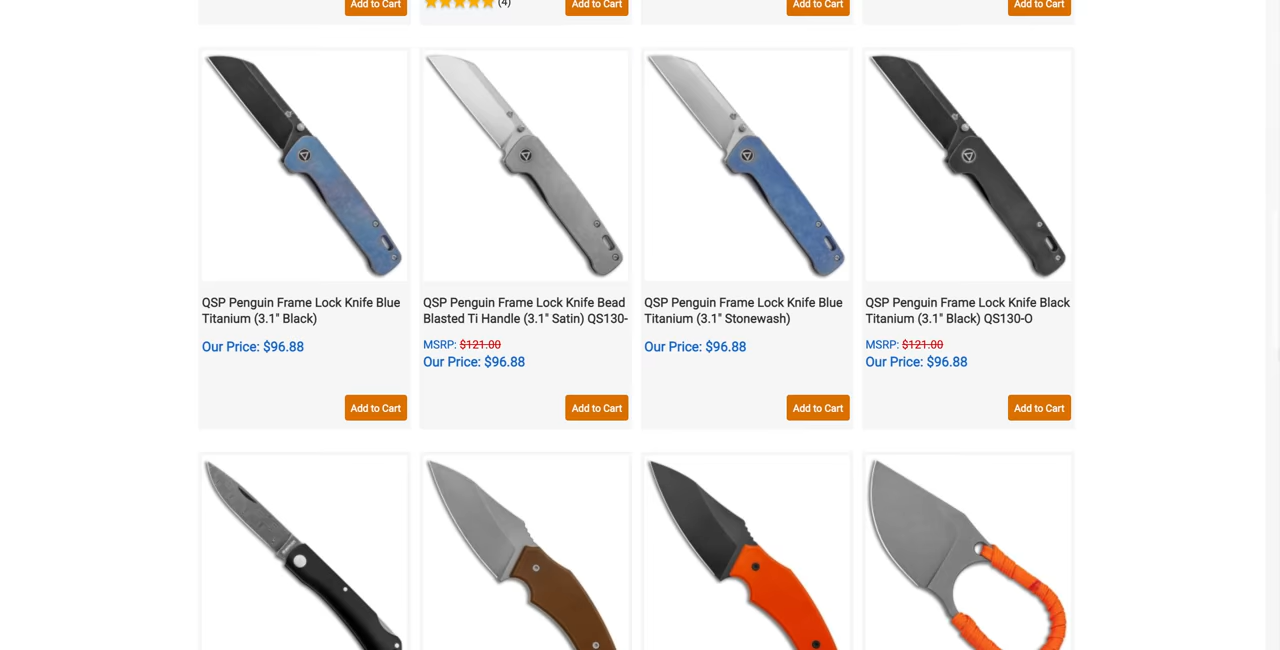 Add to Cart
(4)
Add to Cart
Add to Cart
Add to Cart
QSP Penguin Frame Lock Knife Blue
Titanium (3.1" Black)
Our Price: $96.88
Add to Cart
QSP Penguin Frame Lock Knife Bead
Blasted Ti Handle (3.1" Satin) QS130-
MSRP: $121.00
Our Price: $96.88
Add to Cart
QSP Penguin Frame Lock Knife Blue
Titanium (3.1" Stonewash)
Our Price: $96.88
Add to Cart
QSP Penguin Frame Lock Knife Black
Titanium (3.1" Black) QS130-O
MSRP: $121.00
Our Price: $96.88
Add to Cart